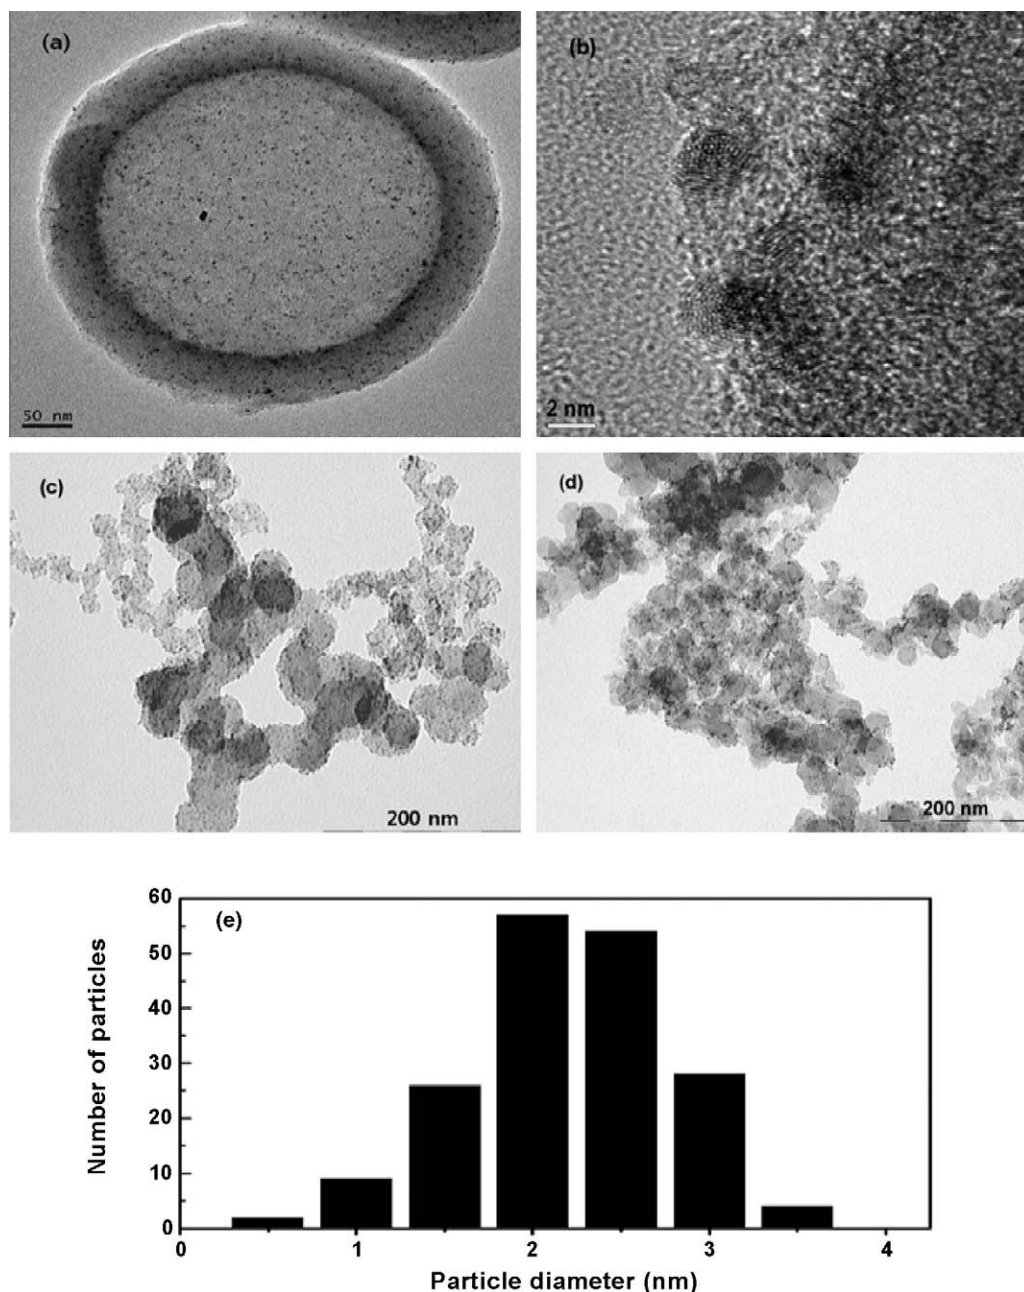 (a)
50 nm
(b)
2 nm
(c)
200 nm
(d)
200 nm
(e)
60
50
40
30
20
10
0
Number of particles
0 1 2 3 4
Particle diameter (nm)